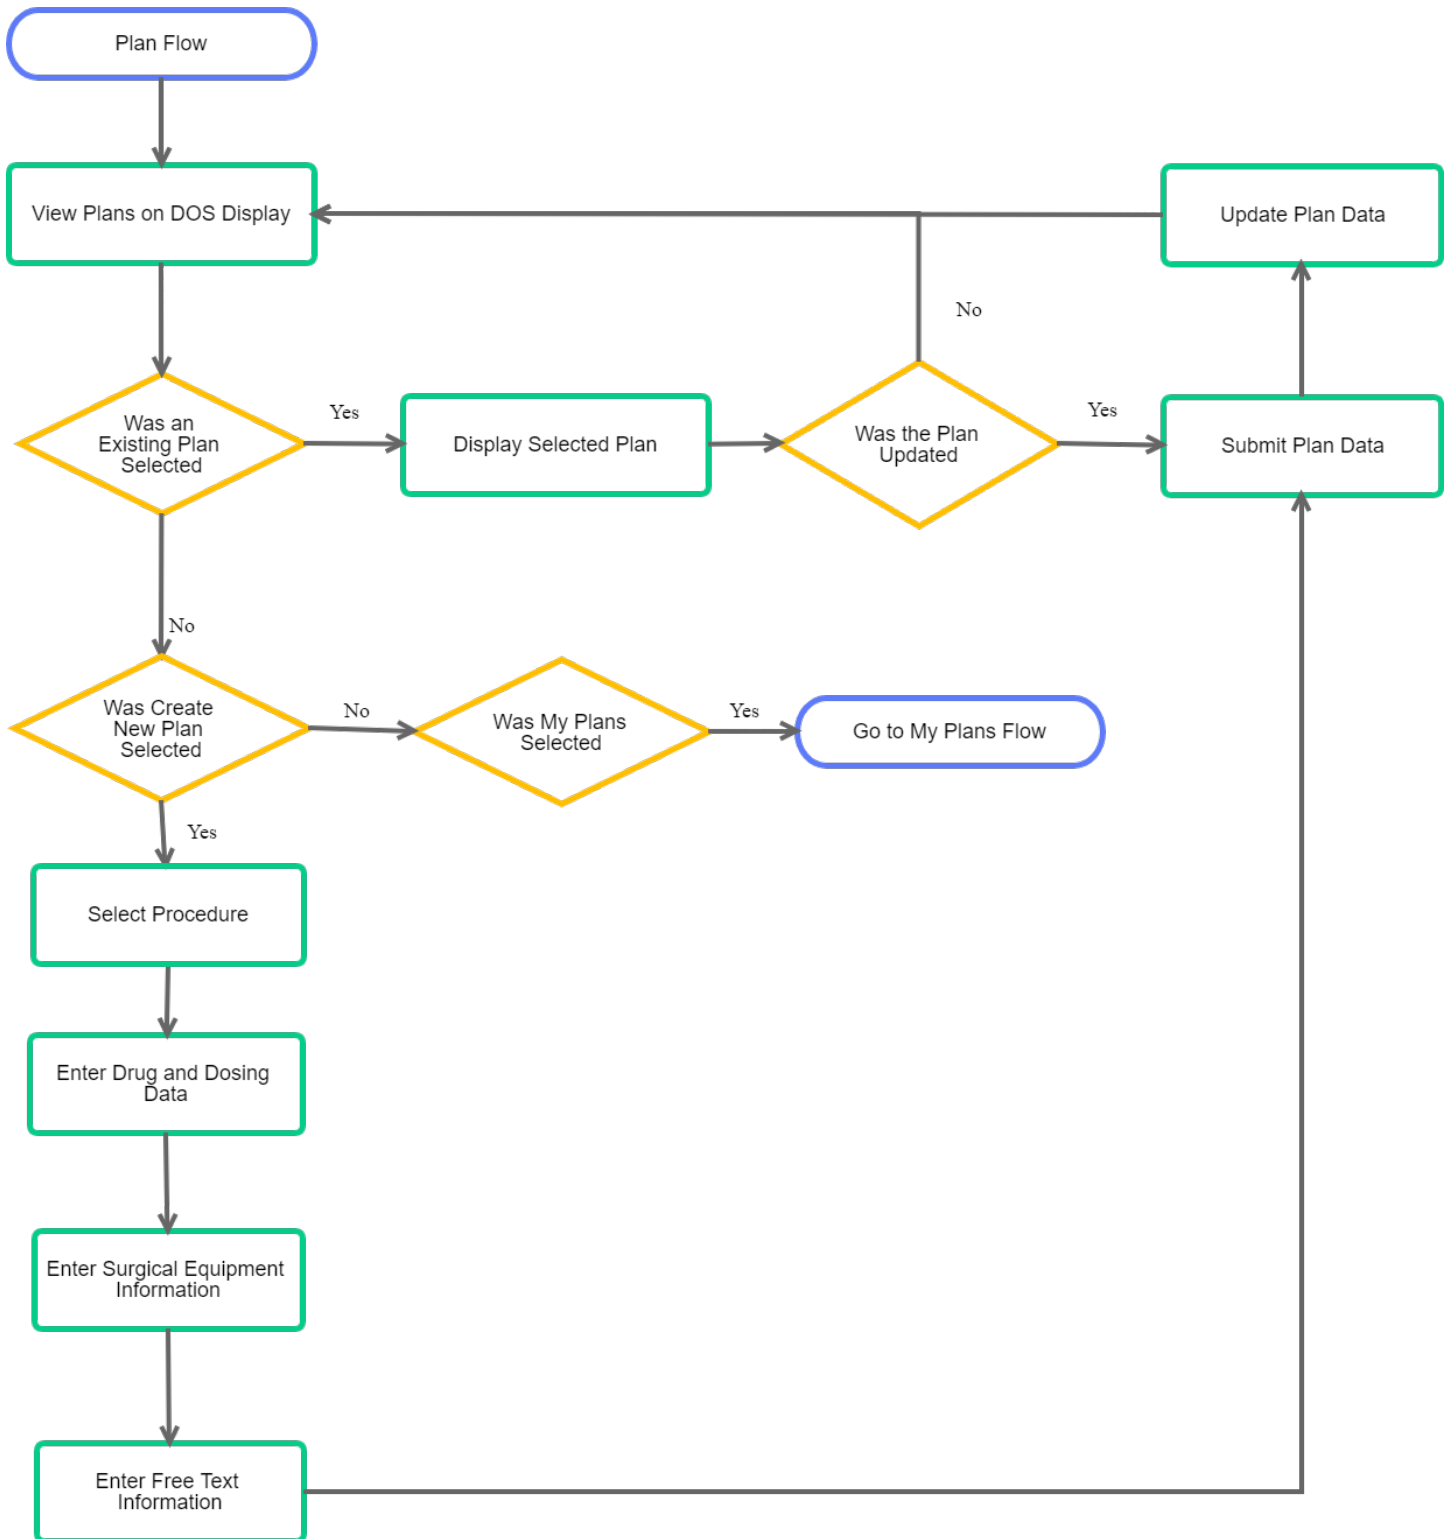 Plan Flow
View Plans on DOS Display
Update Plan Data
No
Was an
Existing Plan
Selected
Yes
Display Selected Plan
Was the Plan
Updated
Yes
Submit Plan Data
No
Was Create
New Plan
Selected
No
Was My Plans
Selected
Yes
Go to My Plans Flow
Yes
Select Procedure
Enter Drug and Dosing
Data
Enter Surgical Equipment
Information
Enter Free Text
Information